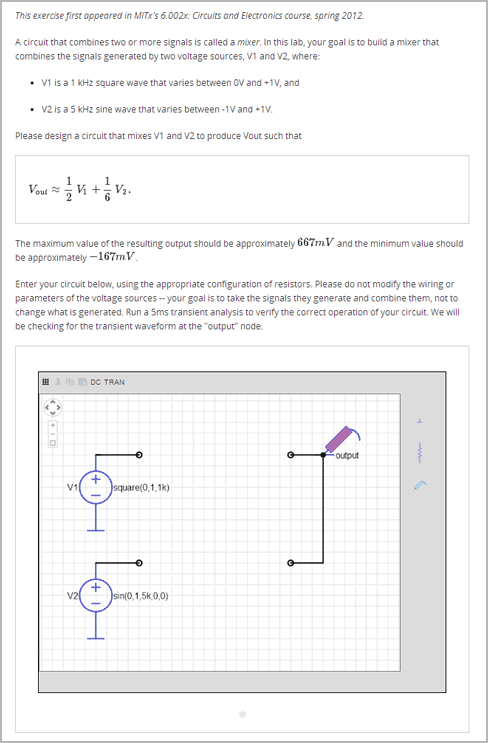 This exercise first appeared in MITx's 6.002x: Circuits and Electronics course, spring 2012.
A circuit that combines two or more signals is called a mixer. In this lab, your goal is to build a mixer that
combines the signals generated by two voltage sources, V1 and V2, where:
• V1 is a 1 kHz square wave that varies between 0V and +1V, and
• V2 is a 5 kHz sine wave that varies between -1V and +1V.
Please design a circuit that mixes V1 and V2 to produce Vout such that
Vout ≈ 1/2 V1 + 1/6 V2.
The maximum value of the resulting output should be approximately 667mV and the minimum value should
be approximately −167mV.
Enter your circuit below, using the appropriate configuration of resistors. Please do not modify the wiring or
parameters of the voltage sources -- your goal is to take the signals they generate and combine them, not to
change what is generated. Run a 5ms transient analysis to verify the correct operation of your circuit. We will
be checking for the transient waveform at the "output" node.
DC TRAN
output
V1 square(0,1,1k)
V2 sin(0,1,5k,0,0)